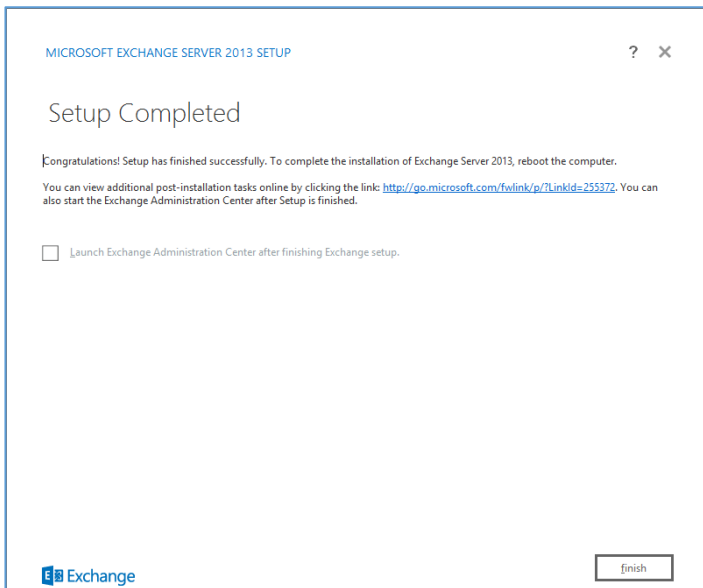 MICROSOFT EXCHANGE SERVER 2013 SETUP
? ✕
Setup Completed
Congratulations! Setup has finished successfully. To complete the installation of Exchange Server 2013, reboot the computer.
You can view additional post-installation tasks online by clicking the link: http://go.microsoft.com/fwlink/p/?LinkId=255372. You can
also start the Exchange Administration Center after Setup is finished.
Launch Exchange Administration Center after finishing Exchange setup.
E Exchange
finish